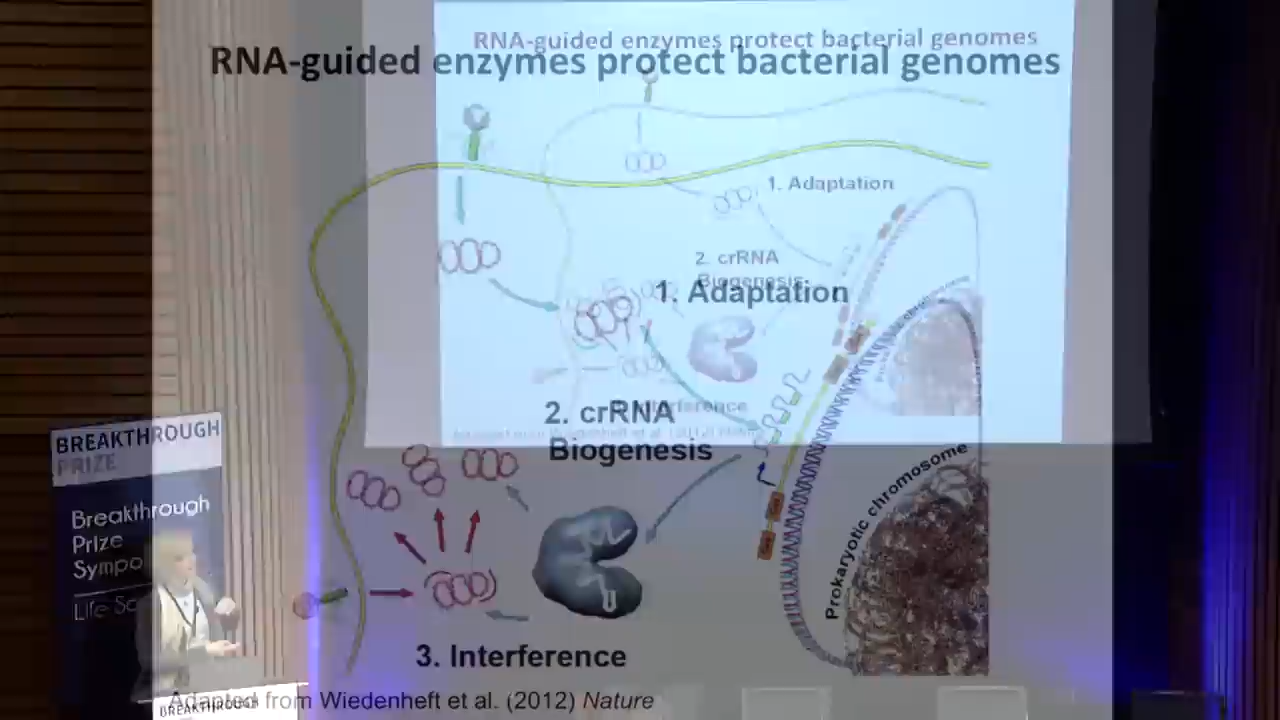 RNA-guided enzymes protect bacterial genomes
RNA-guided enzymes protect bacterial genomes
1. Adaptation
2. crRNA
Biogenesis
1. Adaptation
2. crRNA
Biogenesis
Interference
Prokaryotic chromosome
3. Interference
Adapted from Wiedenheft et al. (2012) Nature
BREAKTHROUGH
PRIZE
Breakthrough
Prize
Sympo
Life Sc
BREAKTHROUGH